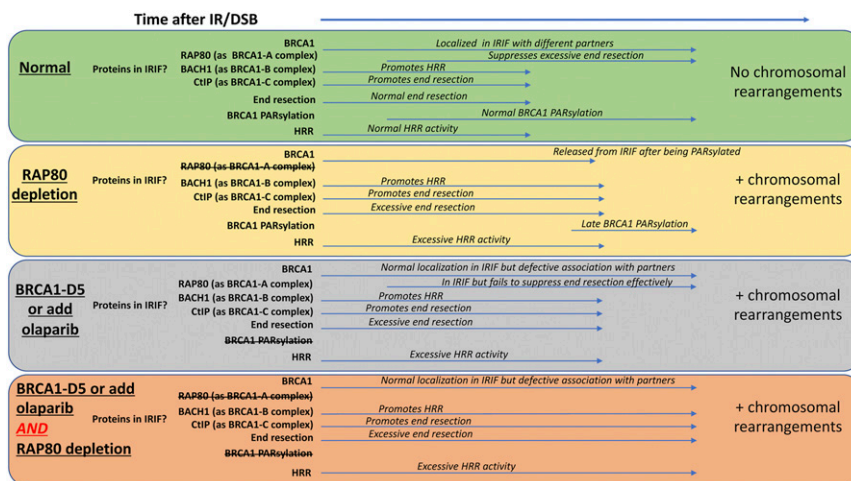 Time after IR/DSB
Normal
Proteins in IRIF?
BRCA1
Localized in IRIF with different partners
RAP80 (as BRCA1-A complex)
Suppresses excessive end resection
BACH1 (as BRCA1-B complex)
Promotes HRR
CtIP (as BRCA1-C complex)
Promotes end resection
End resection
Normal end resection
BRCA1 PARsylation
Normal BRCA1 PARsylation
HRR
Normal HRR activity
No chromosomal
rearrangements
RAP80
depletion
Proteins in IRIF?
BRCA1
Released from IRIF after being PARsylated
RAP80 (as BRCA1-A complex)
BACH1 (as BRCA1-B complex)
Promotes HRR
CtIP (as BRCA1-C complex)
Promotes end resection
End resection
Excessive end resection
BRCA1 PARsylation
Late BRCA1 PARsylation
HRR
Excessive HRR activity
+ chromosomal
rearrangements
BRCA1-D5
or add
olaparib
Proteins in IRIF?
BRCA1
Normal localization in IRIF but defective association with partners
RAP80 (as BRCA1-A complex)
In IRIF but fails to suppress end resection effectively
BACH1 (as BRCA1-B complex)
Promotes HRR
CtIP (as BRCA1-C complex)
Promotes end resection
End resection
Excessive end resection
BRCA1 PARsylation
HRR
Excessive HRR activity
+ chromosomal
rearrangements
BRCA1-D5 or add
olaparib
AND
RAP80 depletion
Proteins in IRIF?
BRCA1
Normal localization in IRIF but defective association with partners
RAP80 (as BRCA1-A complex)
BACH1 (as BRCA1-B complex)
Promotes HRR
CtIP (as BRCA1-C complex)
Promotes end resection
End resection
Excessive end resection
BRCA1 PARsylation
HRR
Excessive HRR activity
+ chromosomal
rearrangements